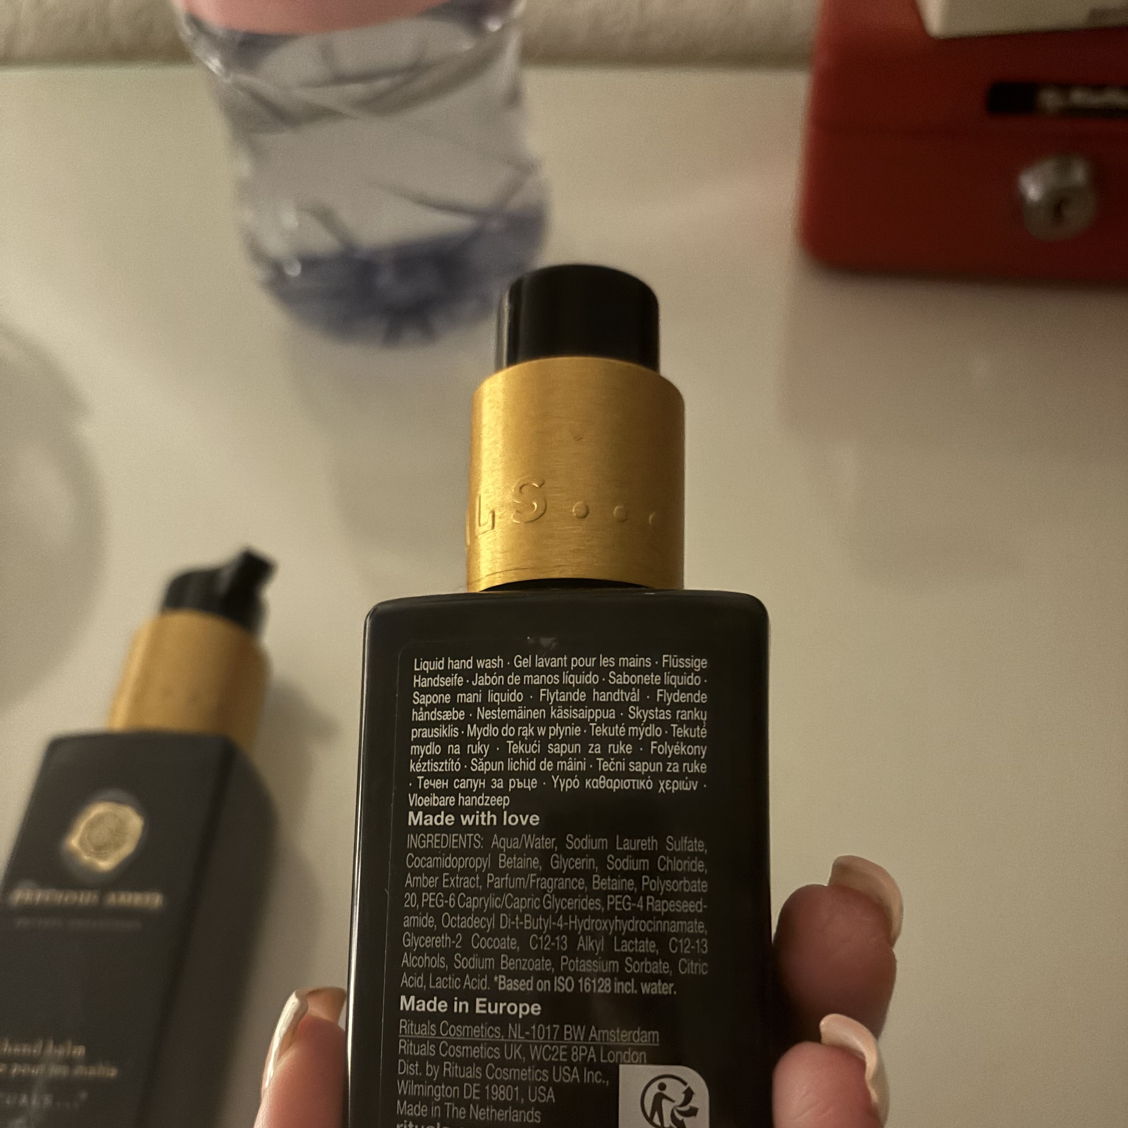 LS...
Liquid hand wash · Gel lavant pour les mains · Flüssige
Handseife · Jabón de manos líquido · Sabonete líquido ·
Sapone mani liquido · Flytande handtvål · Flydende
håndsæbe · Nestemäinen käsisaippua · Skystas rankų
prausiklis · Mydło do rąk w płynie · Tekuté mýdlo · Tekuté
mydlo na ruky · Tekući sapun za ruke · Folyékony
kéztisztító · Săpun lichid de mâini · Tečni sapun za ruke
· Течен сапун за ръце · Υγρό καθαριστικό χεριών ·
Vloeibare handzeep
Made with love
INGREDIENTS: Aqua/Water, Sodium Laureth Sulfate,
Cocamidopropyl Betaine, Glycerin, Sodium Chloride,
Amber Extract, Parfum/Fragrance, Betaine, Polysorbate
20, PEG-6 Caprylic/Capric Glycerides, PEG-4 Rapeseed-
amide, Octadecyl Di-t-Butyl-4-Hydroxyhydrocinnamate,
Glycereth-2 Cocoate, C12-13 Alkyl Lactate, C12-13
Alcohols, Sodium Benzoate, Potassium Sorbate, Citric
Acid, Lactic Acid. *Based on ISO 16128 incl. water.
Made in Europe
Rituals Cosmetics, NL-1017 BW Amsterdam
Rituals Cosmetics UK, WC2E 8PA London
Dist. by Rituals Cosmetics USA Inc.,
Wilmington DE 19801, USA
Made in The Netherlands
rituals
PRECIOUS AMBER
hand balm
pour les mains